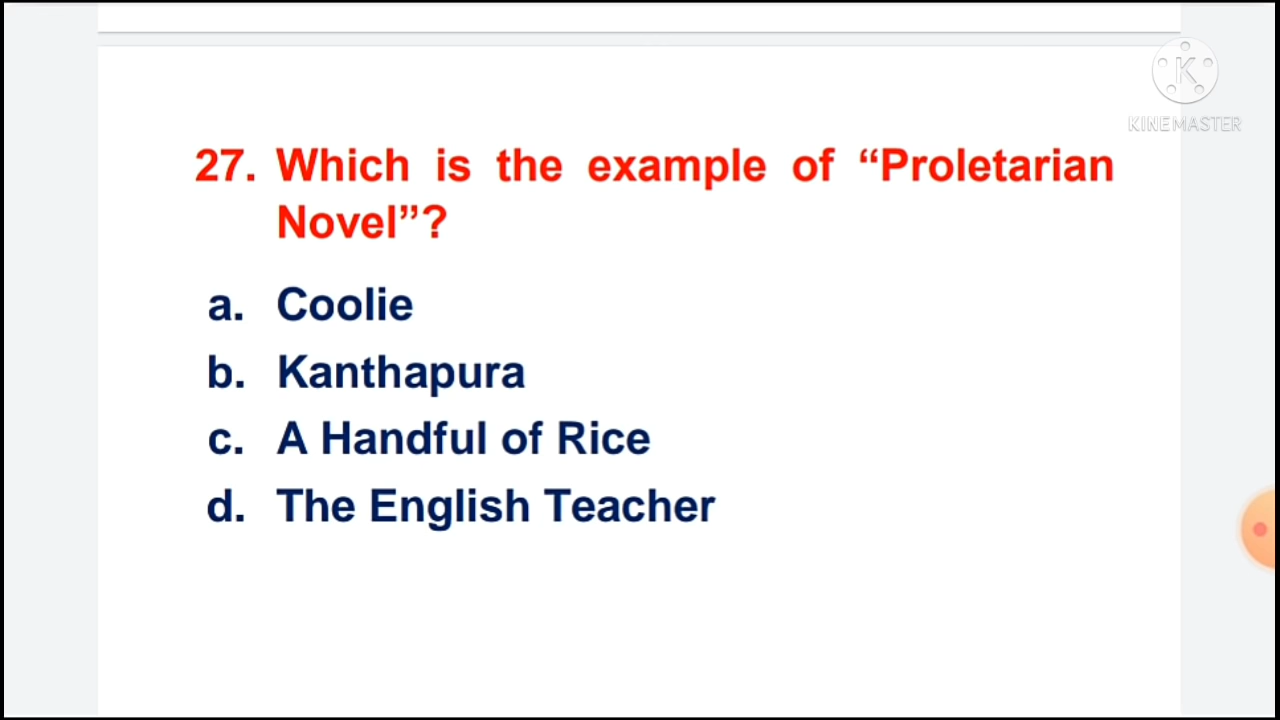 K
KINEMASTER
27. Which is the example of “Proletarian
Novel”?
a. Coolie
b. Kanthapura
c. A Handful of Rice
d. The English Teacher